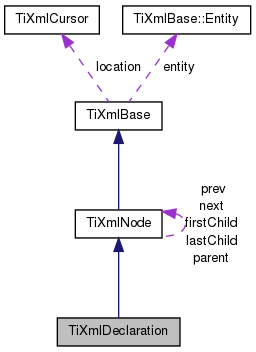 TiXmlCursor
TiXmlBase::Entity
location
entity
TiXmlBase
prev
next
firstChild
lastChild
parent
TiXmlNode
TiXmlDeclaration